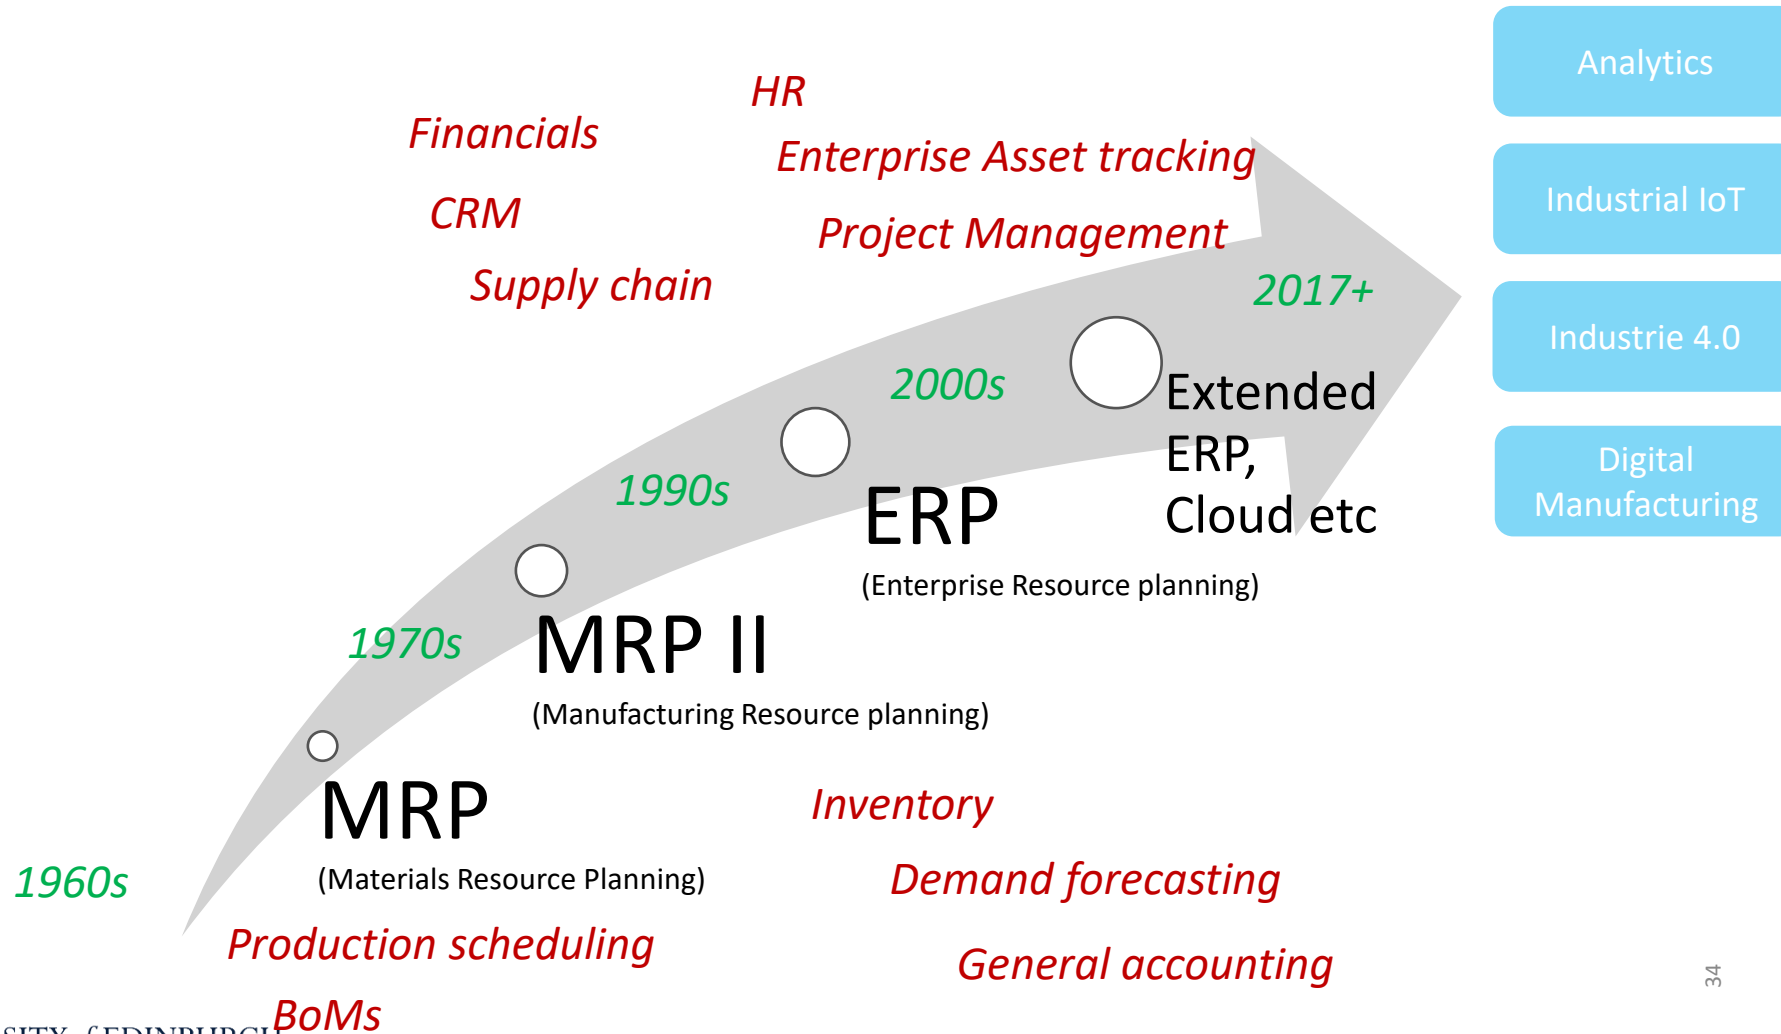 Analytics
HR
Financials
Enterprise Asset tracking
Industrial IoT
CRM
Project Management
Supply chain
2017+
Industrie 4.0
2000s
Extended
ERP,
Cloud etc
1990s
ERP
(Enterprise Resource planning)
Digital
Manufacturing
1970s
MRP II
(Manufacturing Resource planning)
MRP
(Materials Resource Planning)
Inventory
1960s
Demand forecasting
Production scheduling
General accounting
34
BoMs
of EDINBURGH